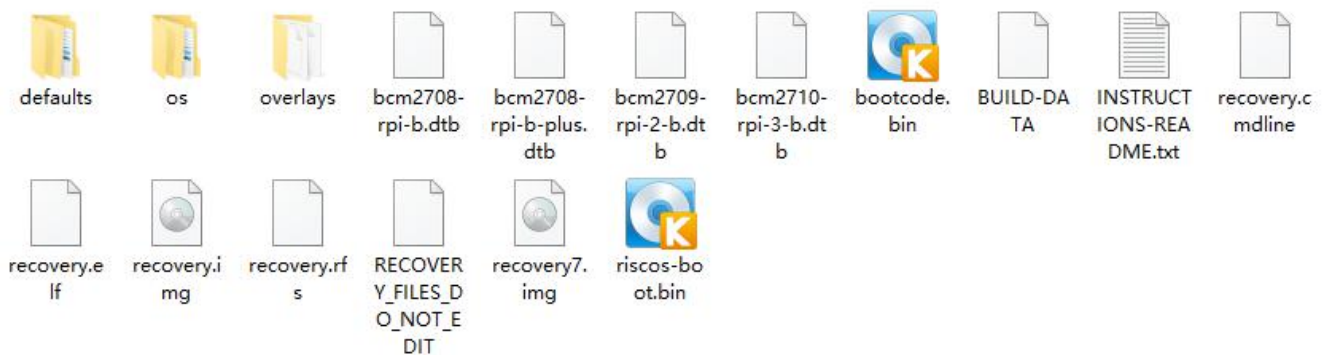 defaults
os
overlays
bcm2708-
rpi-b.dtb
bcm2708-
rpi-b-plus.
dtb
bcm2709-
rpi-2-b.dt
b
bcm2710-
rpi-3-b.dt
b
bootcode.
bin
BUILD-DA
TA
INSTRUCT
IONS-REA
DME.txt
recovery.c
mdline
recovery.e
lf
recovery.i
mg
recovery.rf
s
RECOVER
Y_FILES_D
O_NOT_E
DIT
recovery7.
img
riscos-bo
ot.bin